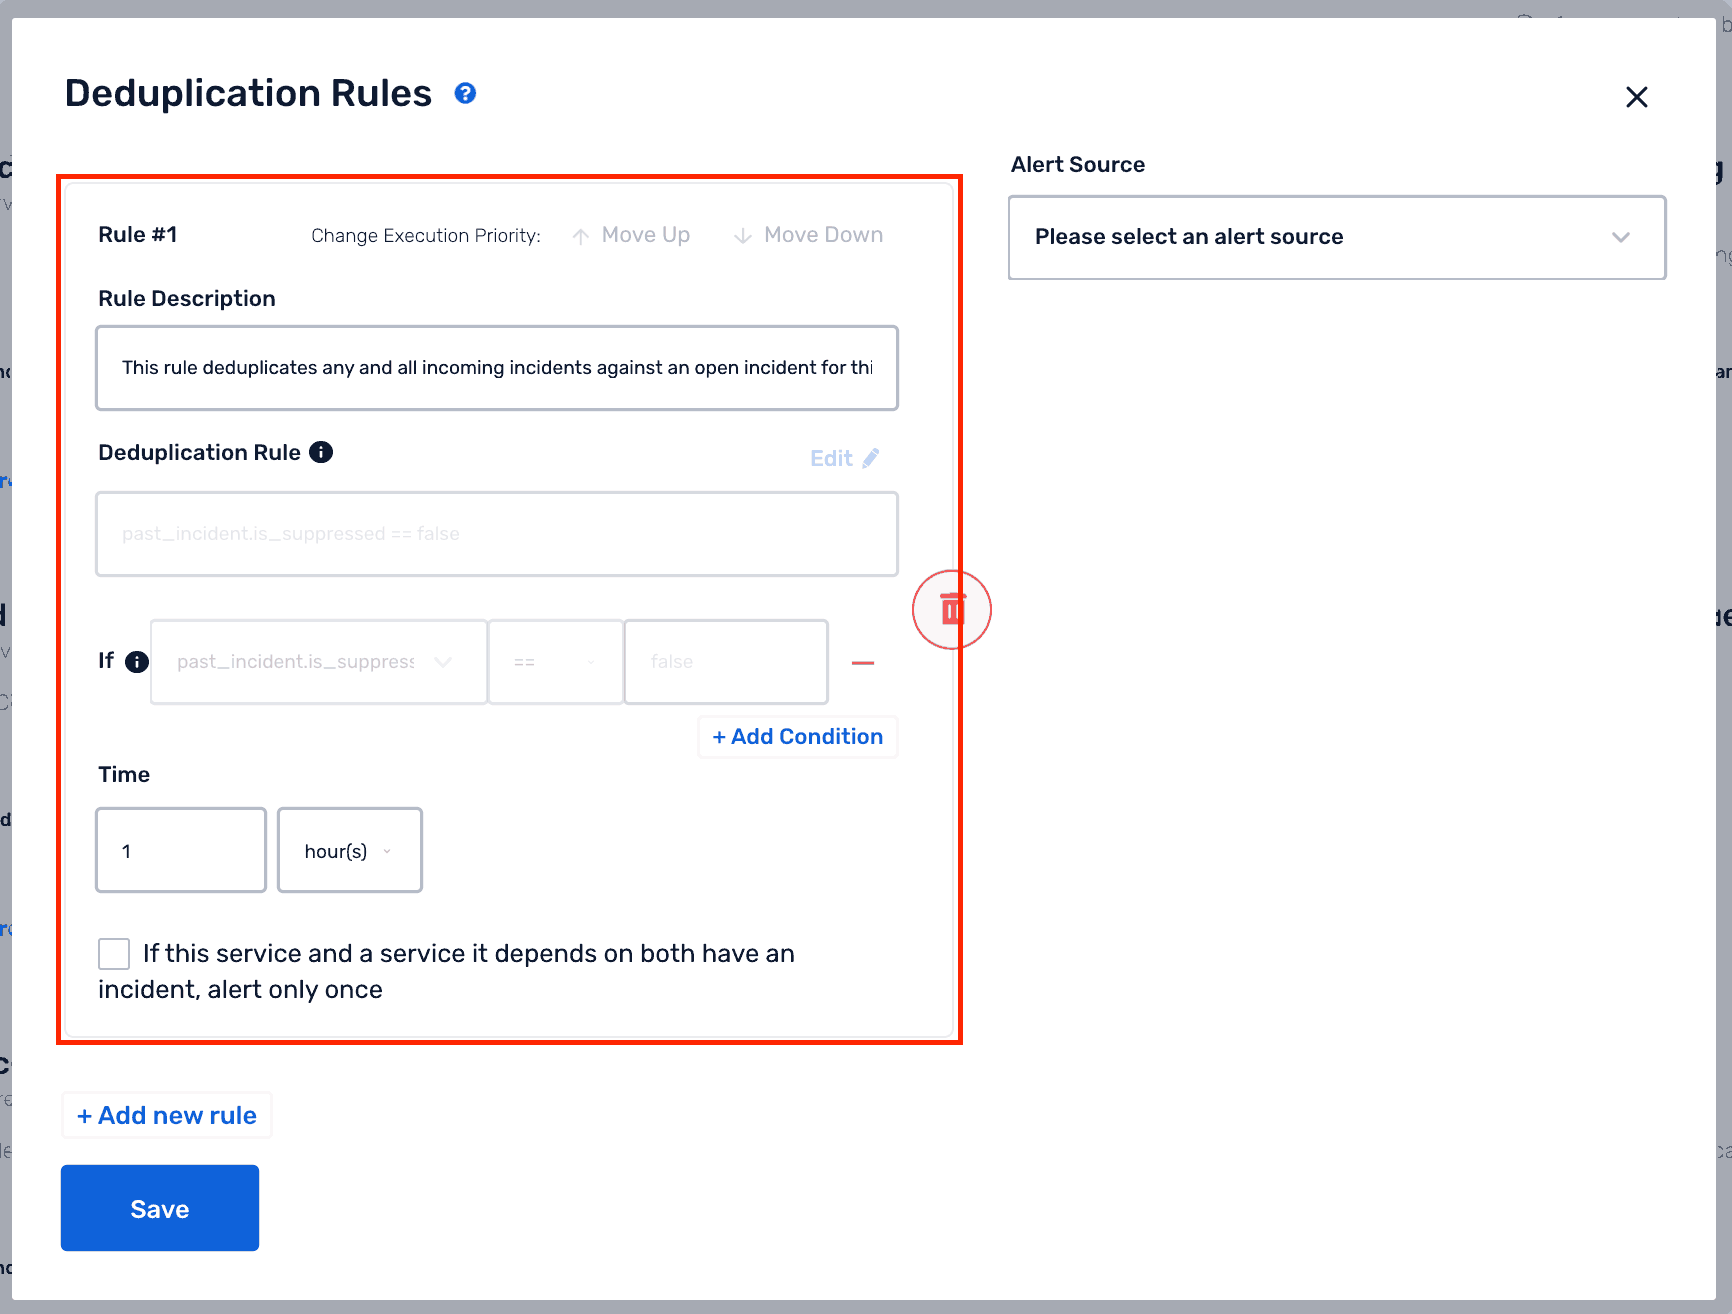 Deduplication Rules ?
Alert Source
Please select an alert source
Rule #1 Change Execution Priority: Move Up Move Down
Rule Description
This rule deduplicates any and all incoming incidents against an open incident for thi
Deduplication Rule i Edit
past_incident.is_suppressed == false
If i past_incident.is_suppress == false
+ Add Condition
Time
1 hour(s)
If this service and a service it depends on both have an
incident, alert only once
+ Add new rule
Save